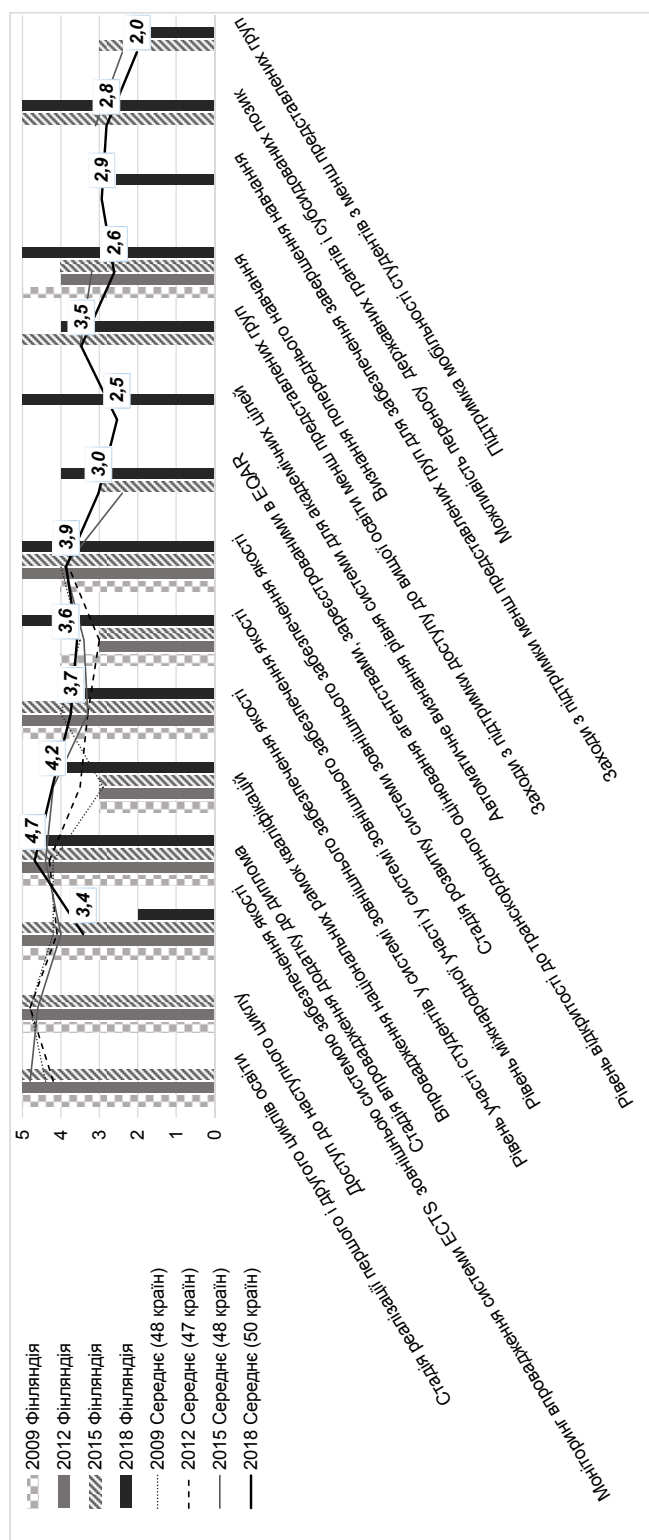 2009 Фінляндія
2012 Фінляндія
2015 Фінляндія
2018 Фінляндія
2009 Середнє (48 країн)
2012 Середнє (47 країн)
2015 Середнє (48 країн)
2018 Середнє (50 країн)
5
4
3
2
1
0
3,4
4,7
4,2
3,7
3,6
3,9
3,0
2,5
3,5
2,6
2,9
2,8
2,0
Стадія реалізації першого і другого циклів освіти
Доступ до наступного циклу
Моніторинг впровадження системи ECTS зовнішньою системою забезпечення якості
Стадія впровадження додатку до диплома
Впровадження національних рамок кваліфікацій
Рівень участі студентів у системі зовнішнього забезпечення якості
Рівень міжнародної участі у системі зовнішнього забезпечення якості
Стадія розвитку системи зовнішнього забезпечення якості
Рівень відкритості до транскордонного оцінювання агентствами, зареєстрованими в EQAR
Автоматичне визнання рівня системи для академічних цілей
Заходи з підтримки доступу до вищої освіти менш представлених груп
Визнання попереднього навчання
Заходи з підтримки менш представлених груп для забезпечення завершення навчання
Можливість переносу державних грантів і субсидованих позик
Підтримка мобільності студентів з менш представлених груп